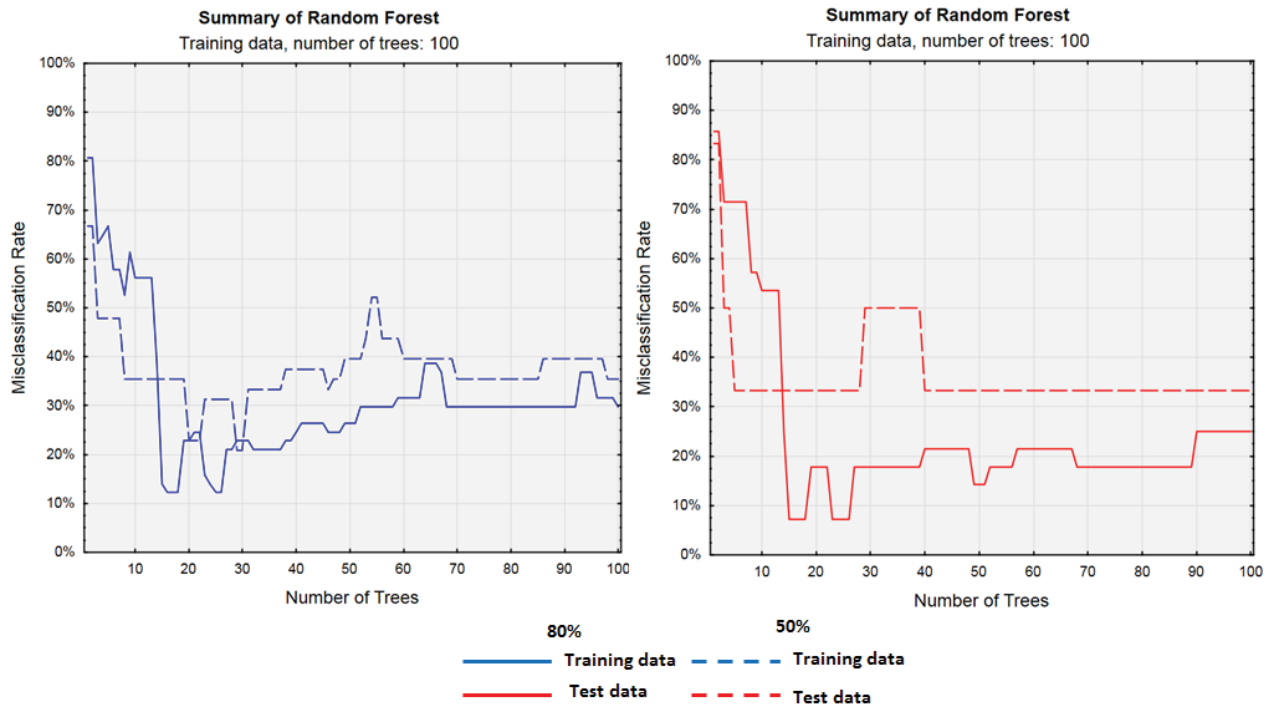 Summary of Random Forest
Training data, number of trees: 100
100%
90%
80%
70%
60%
50%
40%
30%
20%
10%
0%
Misclassification Rate
10 20 30 40 50 60 70 80 90 100
Number of Trees
Summary of Random Forest
Training data, number of trees: 100
100%
90%
80%
70%
60%
50%
40%
30%
20%
10%
0%
Misclassification Rate
10 20 30 40 50 60 70 80 90 100
Number of Trees
80% 50%
Training data Training data
Test data Test data